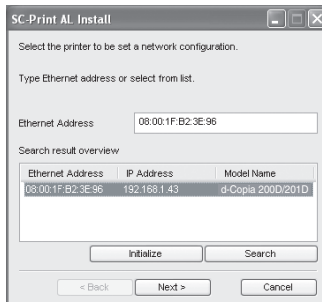 SC-Print AL Install
Select the printer to be set a network configuration.
Type Ethernet address or select from list.
Ethernet Address 08:00:1F:B2:3E:96
Search result overview
Ethernet Address IP Address Model Name
08:00:1F:B2:3E:96 192.168.1.43 d-Copia 200D/201D
Initialize Search
< Back Next > Cancel